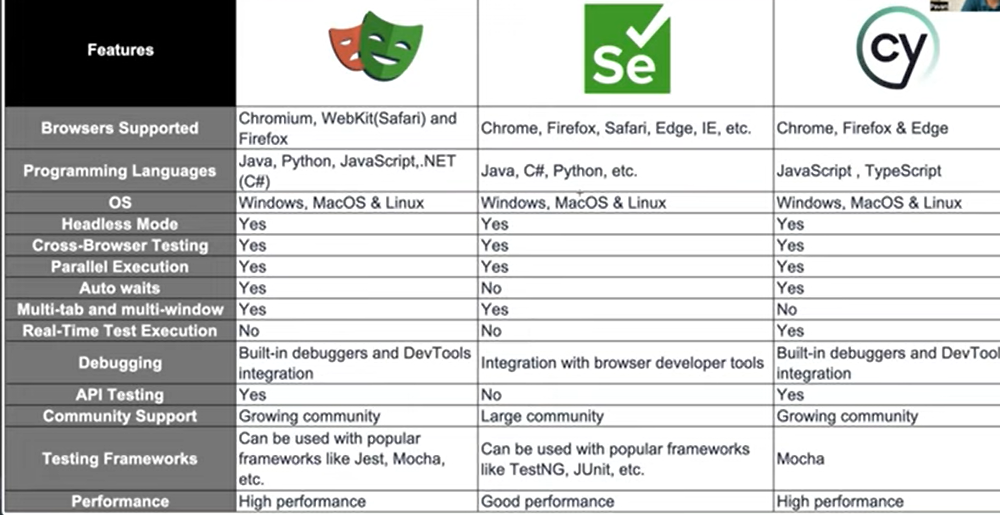 Features
Se
cy
Pavan
Browsers Supported
Chromium, WebKit(Safari) and
Firefox
Chrome, Firefox, Safari, Edge, IE, etc.
Chrome, Firefox & Edge
Programming Languages
Java, Python, JavaScript,.NET
(C#)
Java, C#, Python, etc.
JavaScript , TypeScript
OS
Windows, MacOS & Linux
Windows, MacOS & Linux
Windows, MacOS & Linux
Headless Mode
Yes
Yes
Yes
Cross-Browser Testing
Yes
Yes
Yes
Parallel Execution
Yes
Yes
Yes
Auto waits
Yes
No
Yes
Multi-tab and multi-window
Yes
Yes
No
Real-Time Test Execution
No
No
Yes
Debugging
Built-in debuggers and DevTools
integration
Integration with browser developer tools
Built-in debuggers and DevTool
integration
API Testing
Yes
No
Yes
Community Support
Growing community
Large community
Growing community
Testing Frameworks
Can be used with popular
frameworks like Jest, Mocha,
etc.
Can be used with popular frameworks
like TestNG, JUnit, etc.
Mocha
Performance
High performance
Good performance
High performance